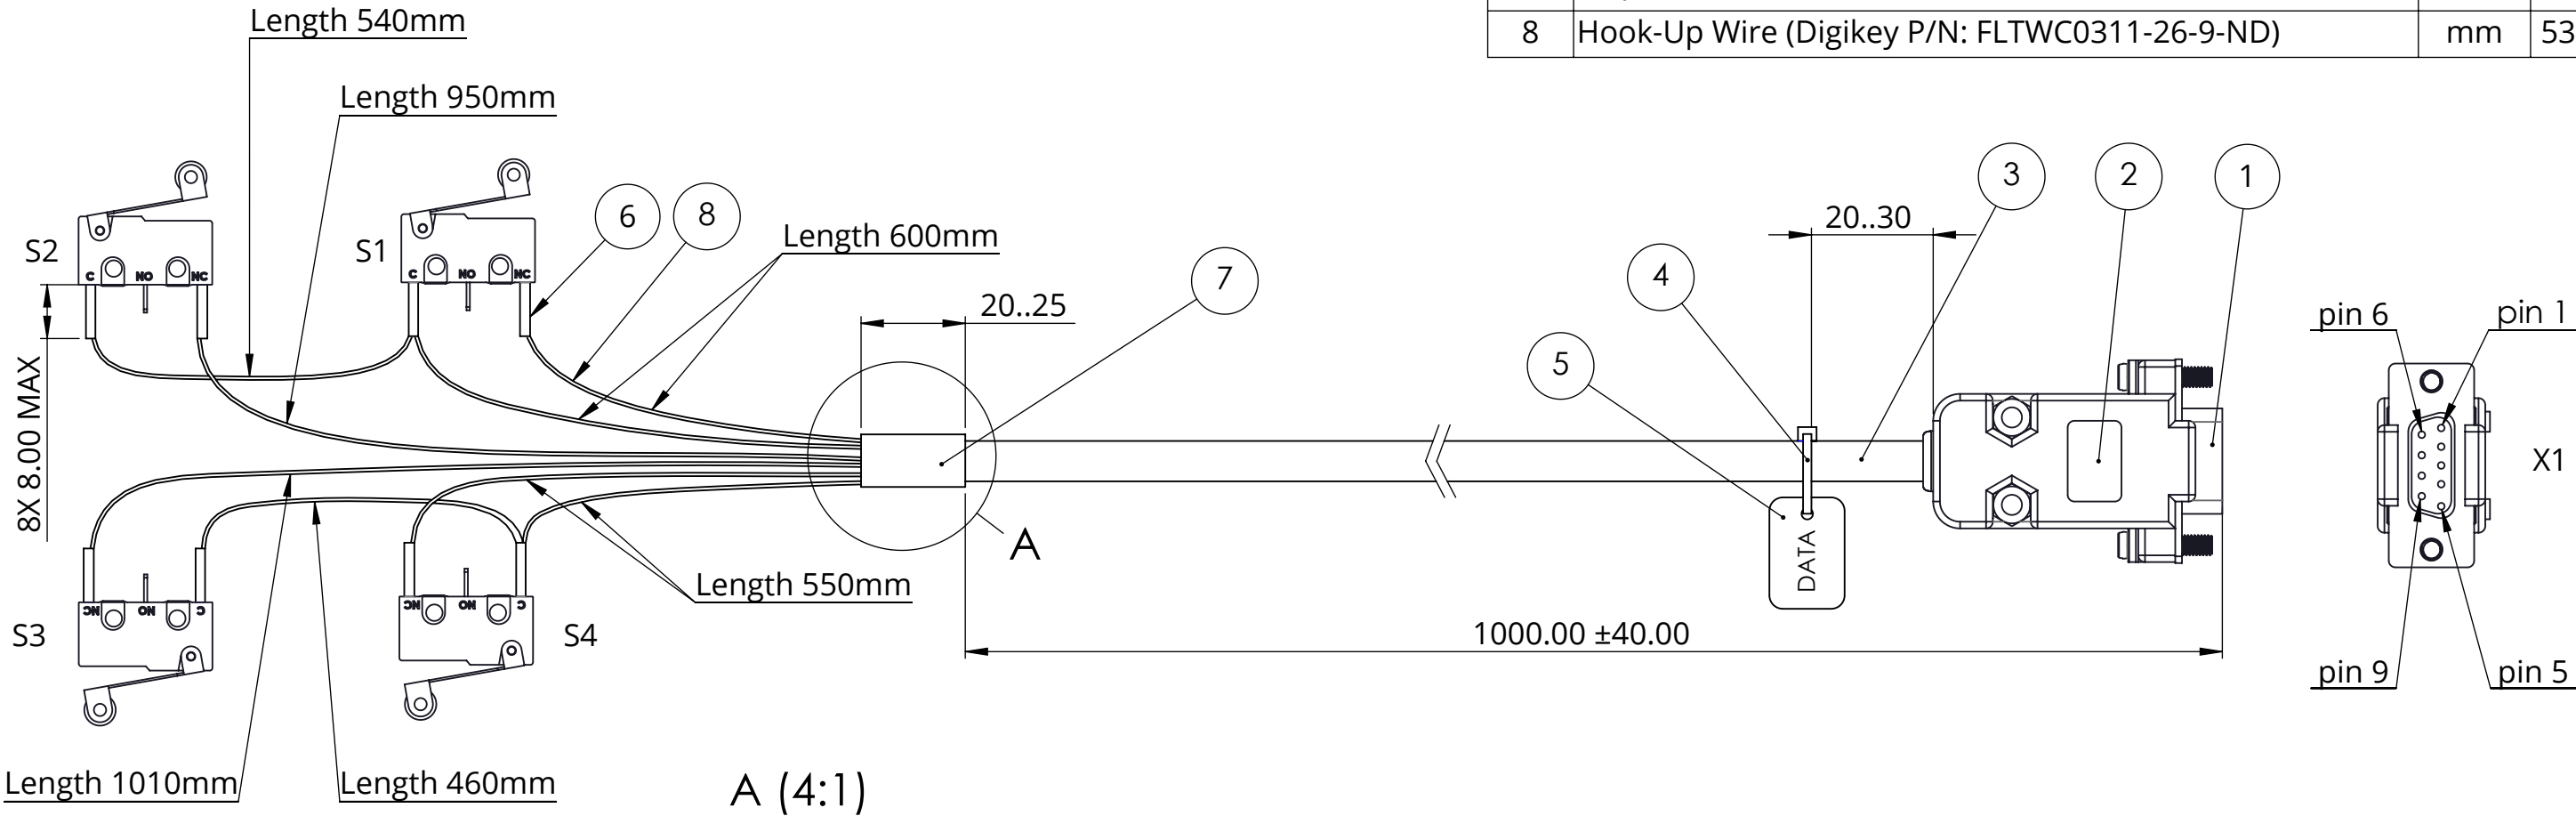 8 Hook-Up Wire (Digikey P/N: FLTWC0311-26-9-ND) mm 53
Length 540mm
Length 950mm
S2
C NO NC
S1
C NO NC
6
8
Length 600mm
7
20..25
4
5
20..30
3
2
1
pin 6
pin 1
8X 8.00 MAX
A
DATA
X1
Length 550mm
S3
NC NO C
S4
NC NO C
1000.00 ±40.00
pin 9
pin 5
Length 1010mm
Length 460mm
A (4:1)